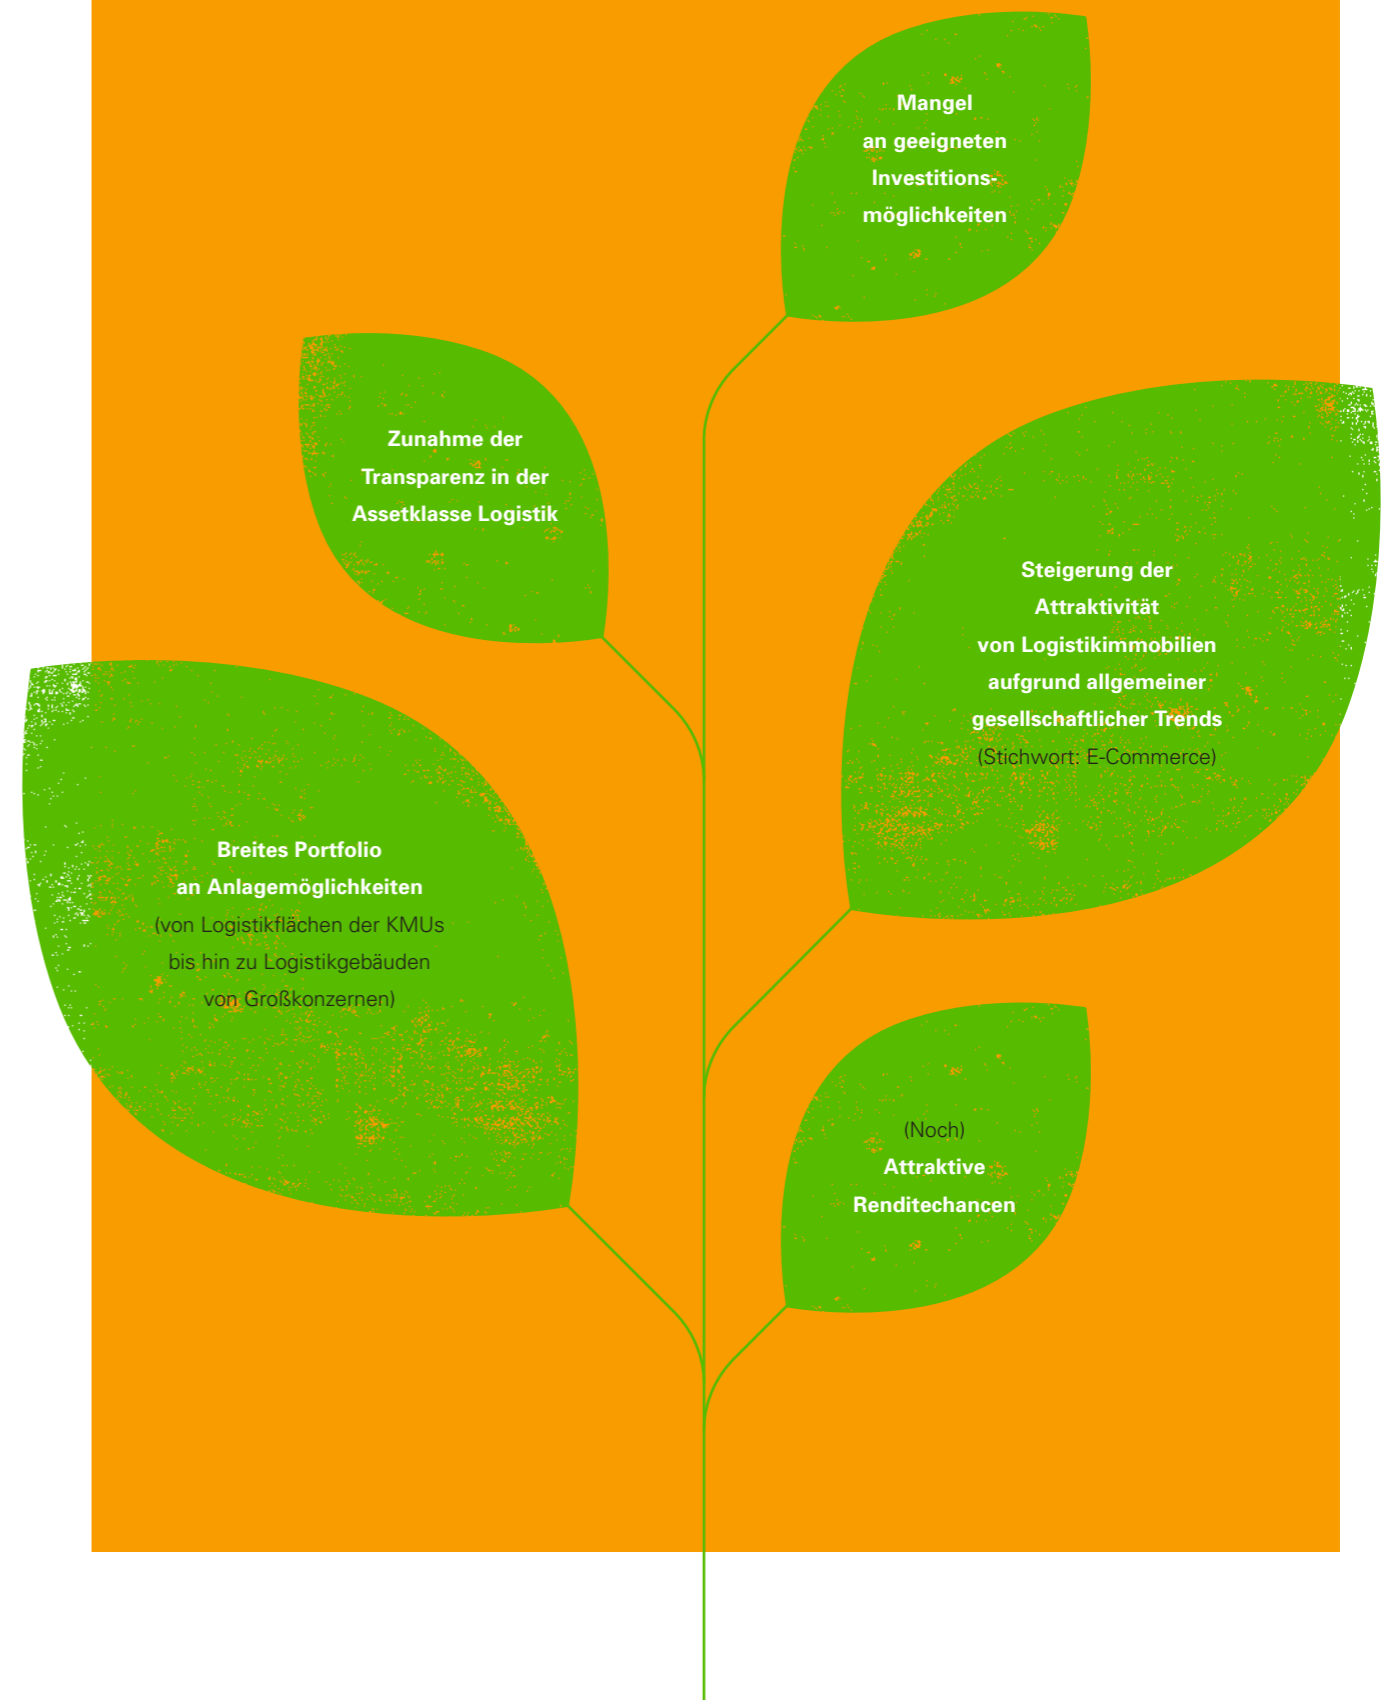 Mangel
an geeigneten
Investitions-
möglichkeiten
Zunahme der
Transparenz in der
Assetklasse Logistik
Steigerung der
Attraktivität
von Logistikimmobilien
aufgrund allgemeiner
gesellschaftlicher Trends
(Stichwort: E-Commerce)
Breites Portfolio
an Anlagemöglichkeiten
(von Logistikflächen der KMUs
bis hin zu Logistikgebäuden
von Großkonzernen)
(Noch)
Attraktive
Renditechancen